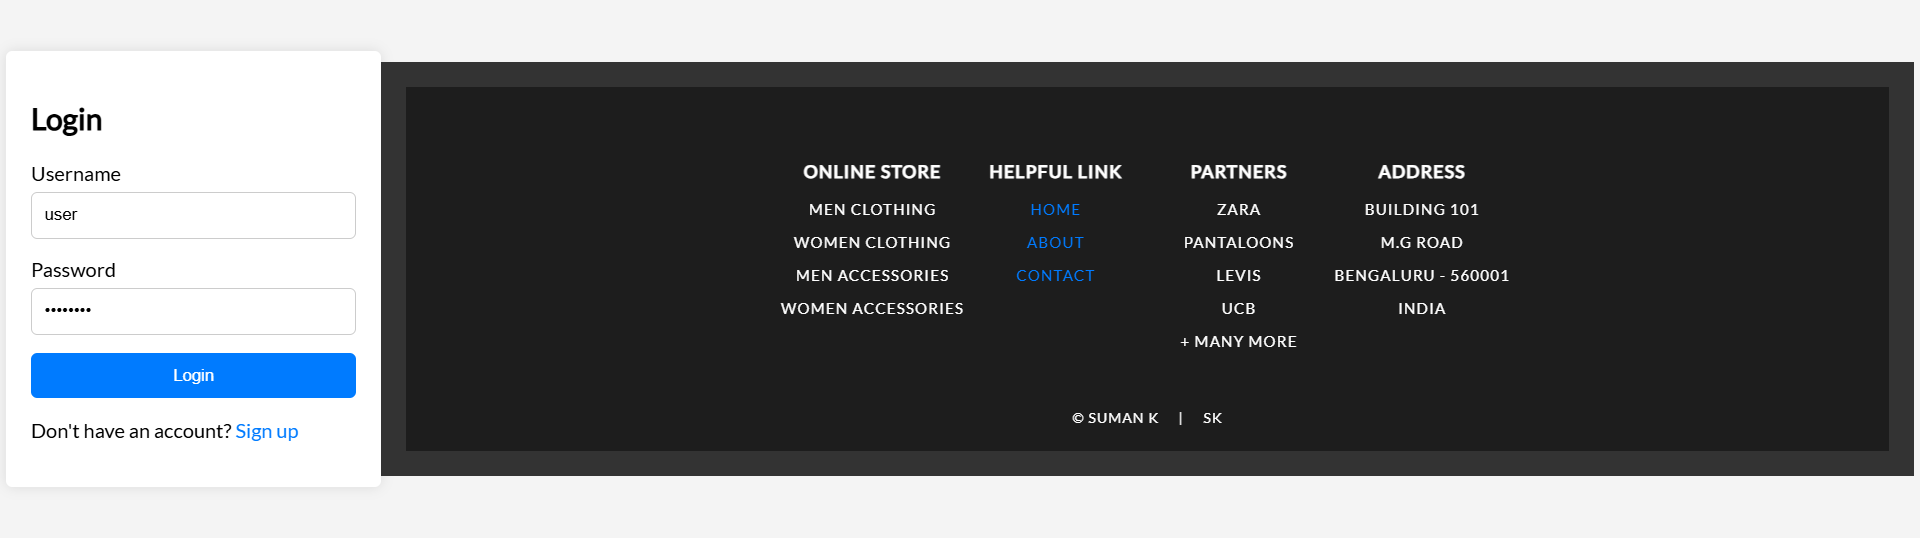 Login
Username
user
Password
••••••••
Login
Don't have an account? Sign up
ONLINE STORE
MEN CLOTHING
WOMEN CLOTHING
MEN ACCESSORIES
WOMEN ACCESSORIES
HELPFUL LINK
HOME
ABOUT
CONTACT
PARTNERS
ZARA
PANTALOONS
LEVIS
UCB
+ MANY MORE
ADDRESS
BUILDING 101
M.G ROAD
BENGALURU - 560001
INDIA
© SUMAN K | SK